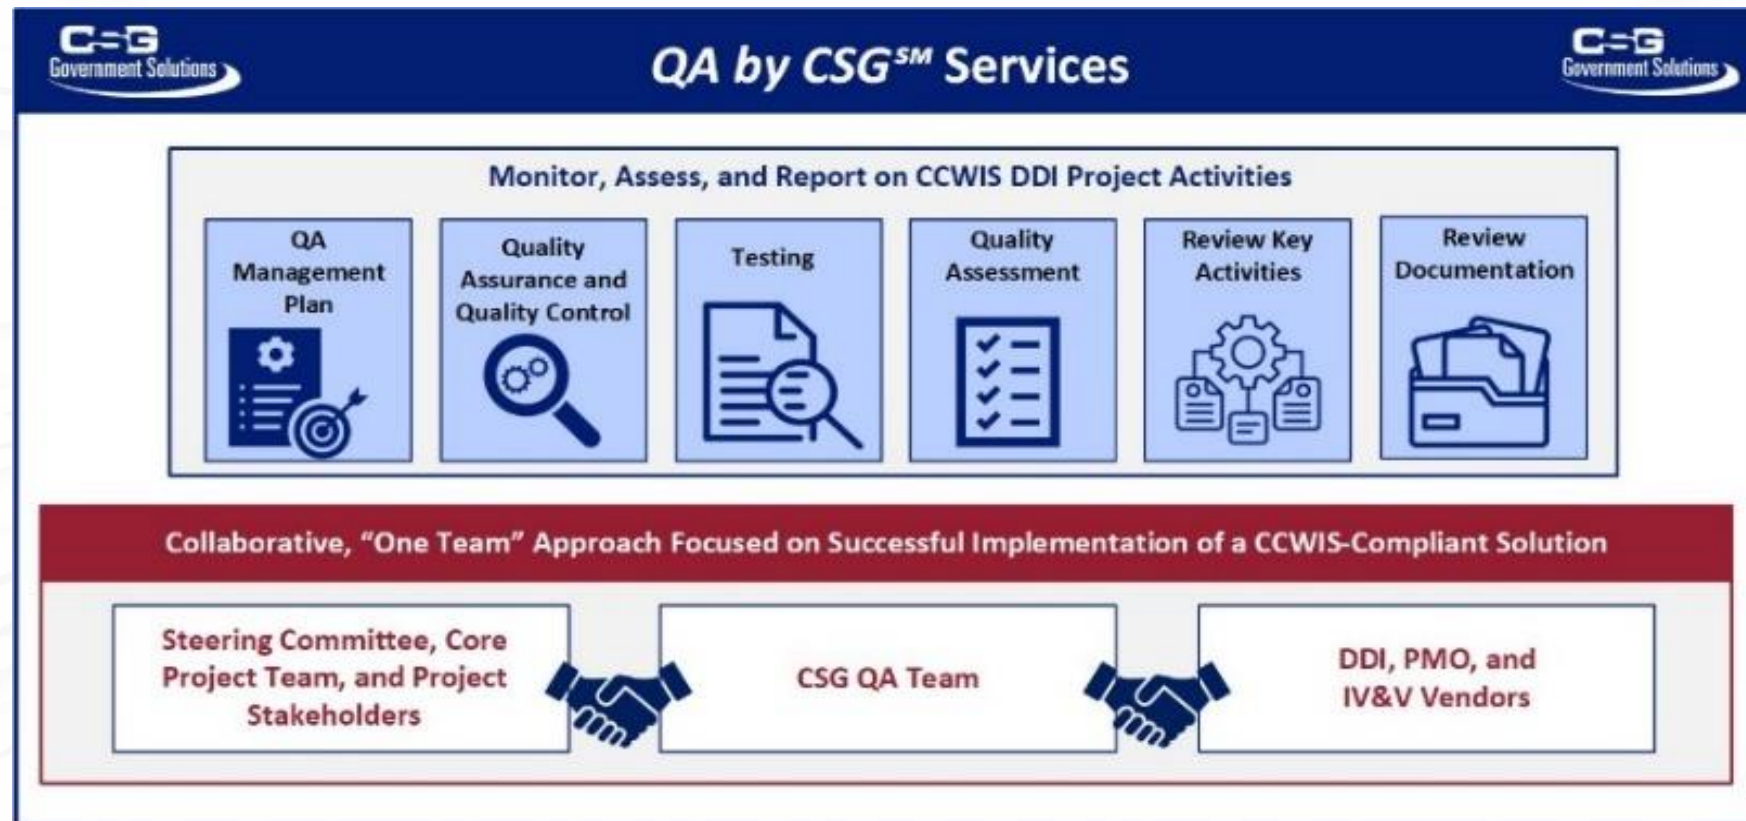 CSG
Government Solutions
QA by CSG℠ Services
CSG
Government Solutions
Monitor, Assess, and Report on CCWIS DDI Project Activities
QA
Management
Plan
Quality
Assurance and
Quality Control
Testing
Quality
Assessment
Review Key
Activities
Review
Documentation
Collaborative, “One Team” Approach Focused on Successful Implementation of a CCWIS-Compliant Solution
Steering Committee, Core
Project Team, and Project
Stakeholders
CSG QA Team
DDI, PMO, and
IV&V Vendors